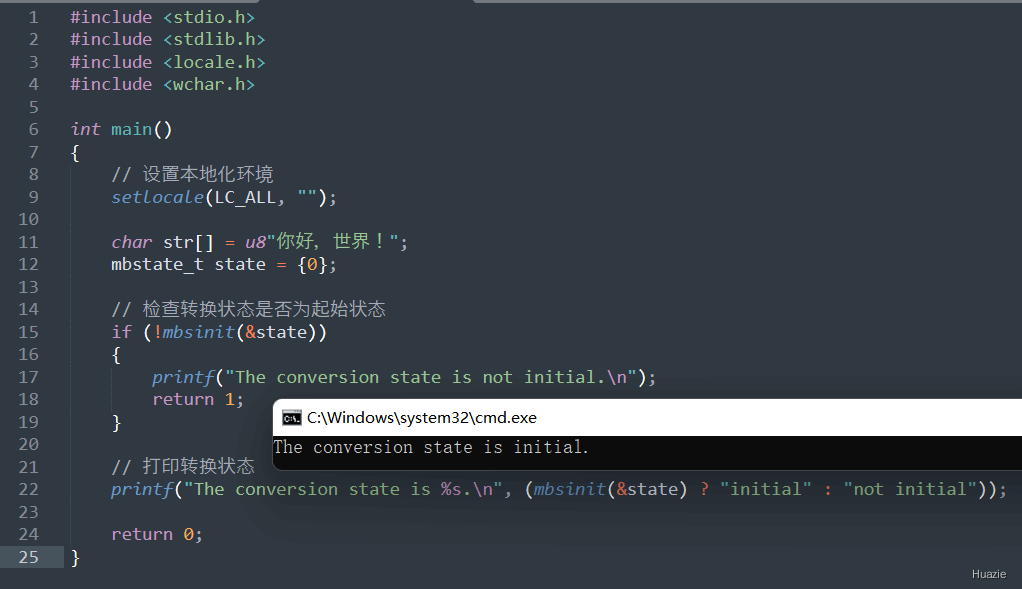 1 #include <stdio.h>
2 #include <stdlib.h>
3 #include <locale.h>
4 #include <wchar.h>
5
6 int main()
7 {
8     // 设置本地化环境
9     setlocale(LC_ALL, "");
10
11     char str[] = u8"你好，世界！";
12     mbstate_t state = {0};
13
14     // 检查转换状态是否为起始状态
15     if (!mbsinit(&state))
16     {
17         printf("The conversion state is not initial.\n");
18         return 1;
C:\Windows\system32\cmd.exe
19     }
The conversion state is initial.
20
21     // 打印转换状态
22     printf("The conversion state is %s.\n", (mbsinit(&state) ? "initial" : "not initial"));
23
24     return 0;
25 }
Huazie